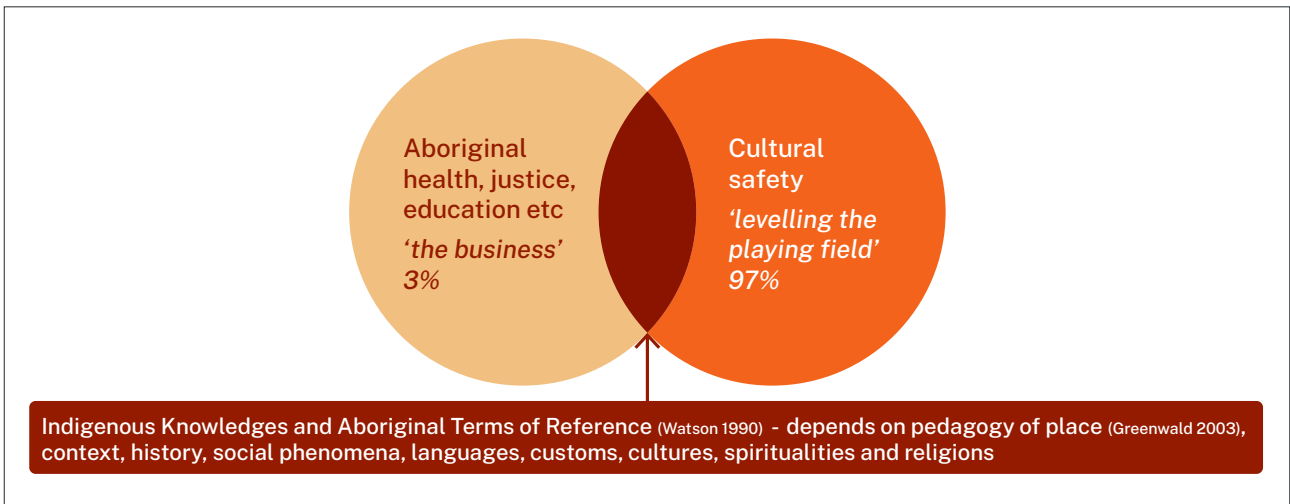 Aboriginal
health, justice,
education etc
‘the business’
3%
Cultural
safety
‘levelling the
playing field’
97%
Indigenous Knowledges and Aboriginal Terms of Reference (Watson 1990) - depends on pedagogy of place (Greenwald 2003),
context, history, social phenomena, languages, customs, cultures, spiritualities and religions